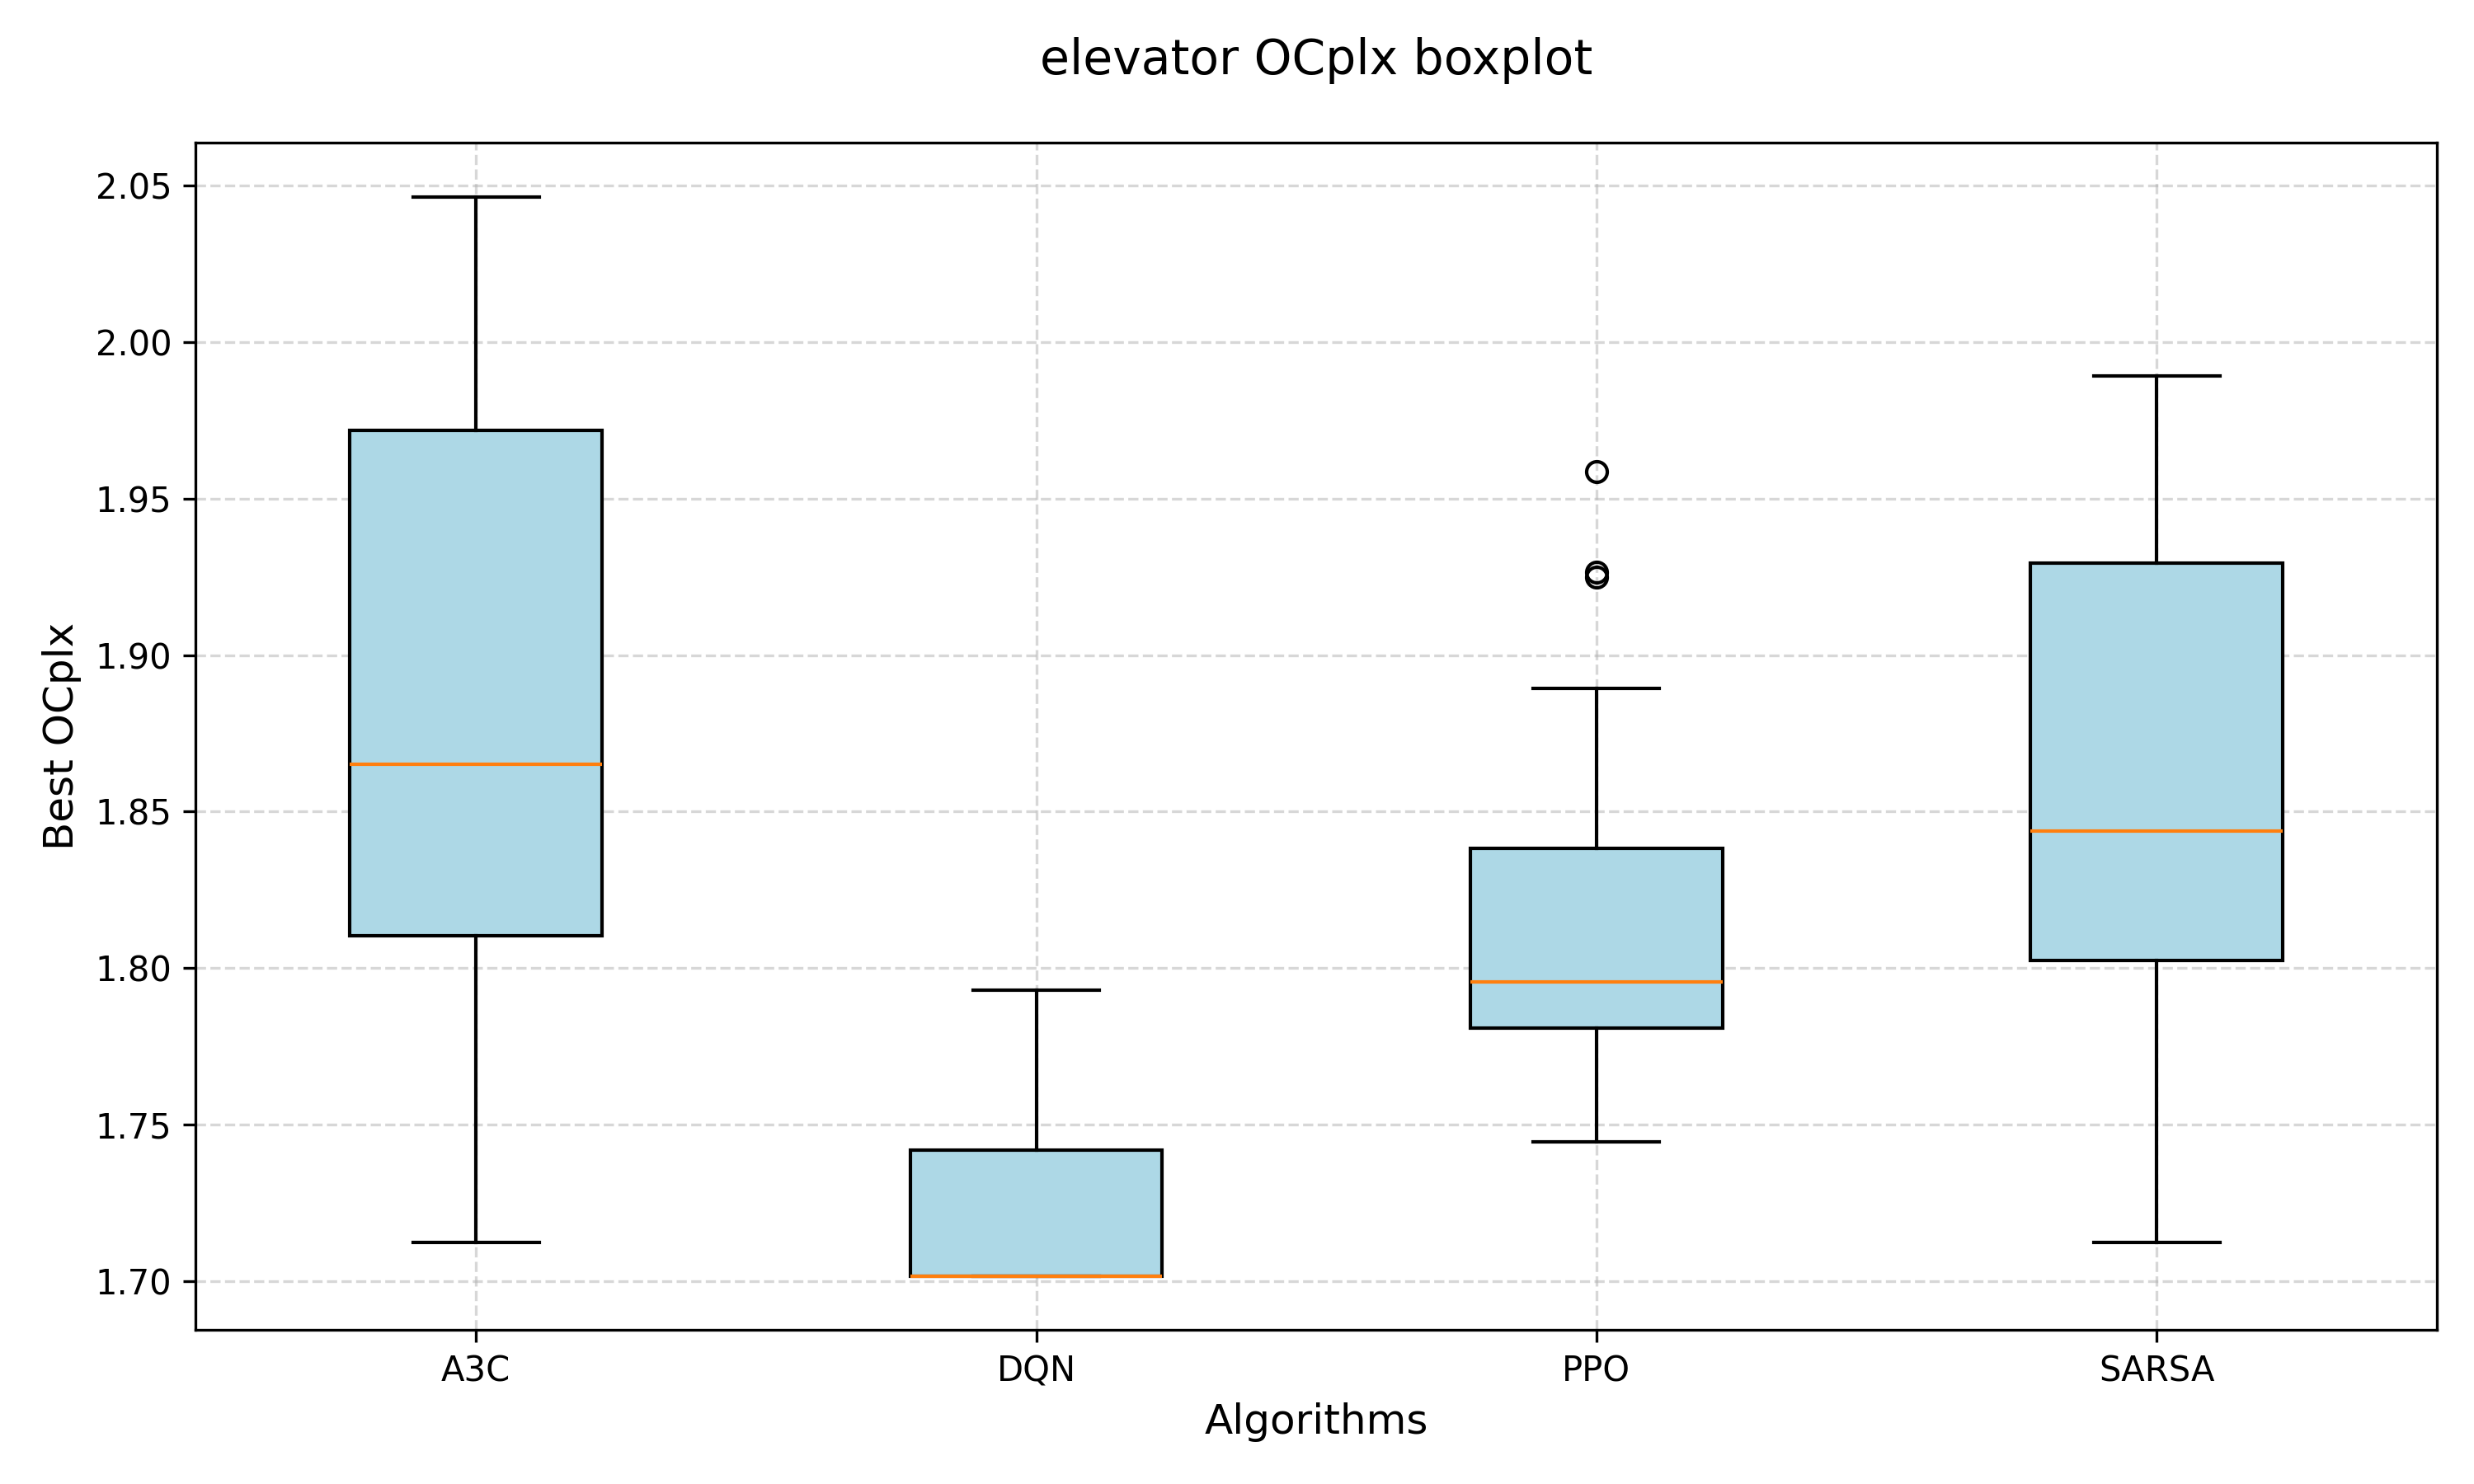 elevator OCplx boxplot
Best OCplx
2.05
2.00
1.95
1.90
1.85
1.80
1.75
1.70
A3C DQN PPO SARSA
Algorithms